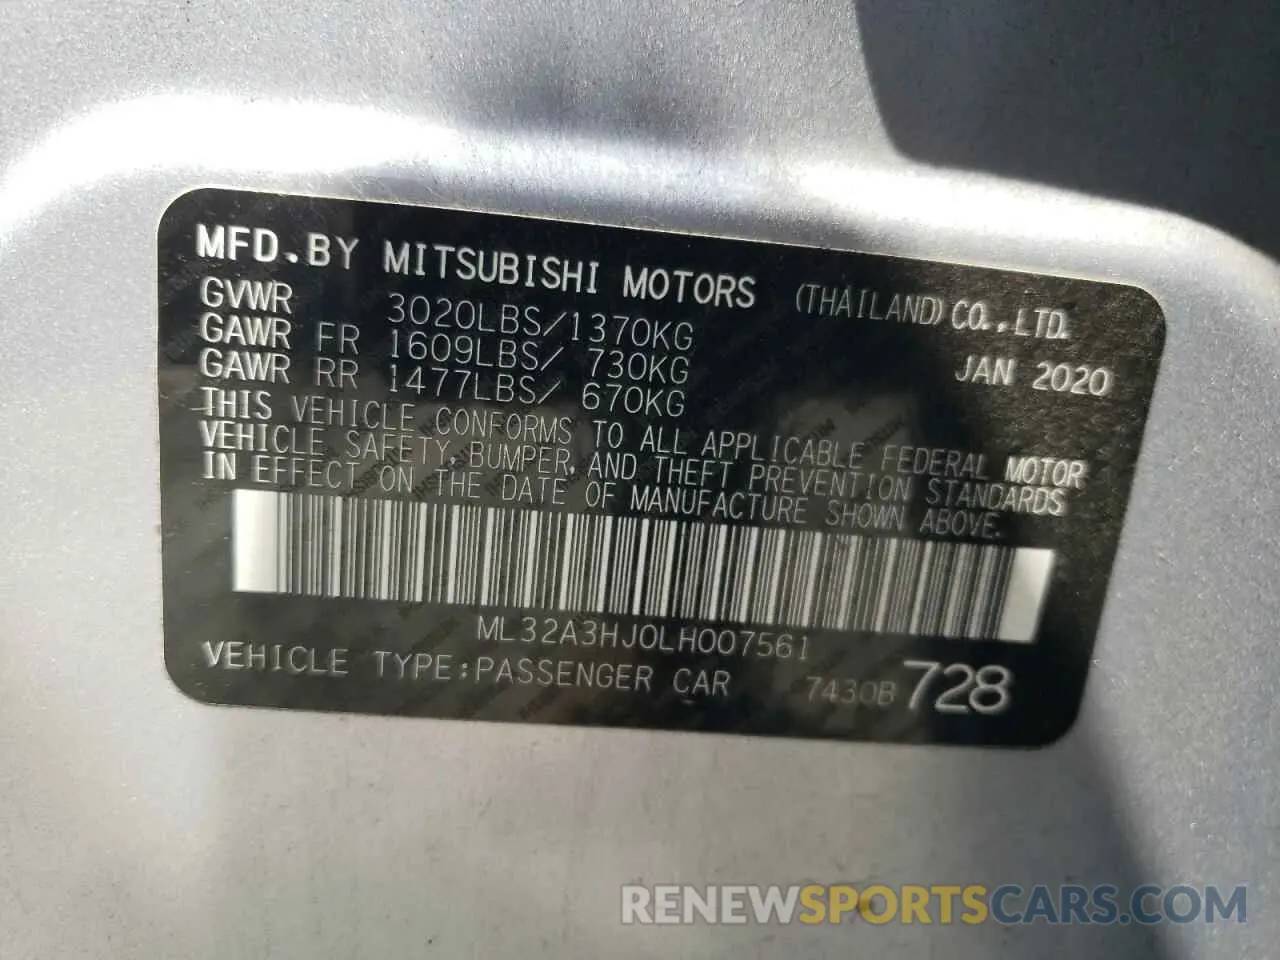 MFD.BY MITSUBISHI MOTORS (THAILAND) CO.,LTD.
GVWR 3020LBS/1370KG JAN 2020
GAWR FR 1609LBS/ 730KG
GAWR RR 1477LBS/ 670KG
THIS VEHICLE CONFORMS TO ALL APPLICABLE FEDERAL MOTOR
VEHICLE SAFETY, BUMPER, AND THEFT PREVENTION STANDARDS
IN EFFECT ON THE DATE OF MANUFACTURE SHOWN ABOVE.
ML32A3HJ0LH007561
VEHICLE TYPE:PASSENGER CAR 7430B 728
RENEWSPORTSCARS.COM